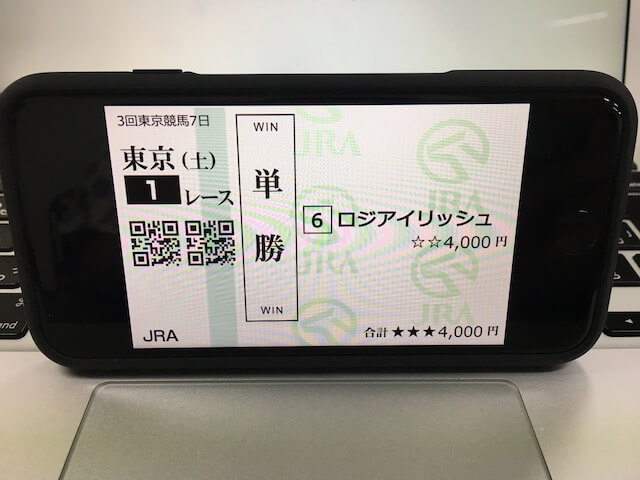 3回東京競馬7日
東京(土)
1 レース
WIN
単勝
WIN
6 ロジアイリッシュ
☆☆4,000円
JRA
JRA
JRA
JRA
JRA
合計★★★4,000円
and